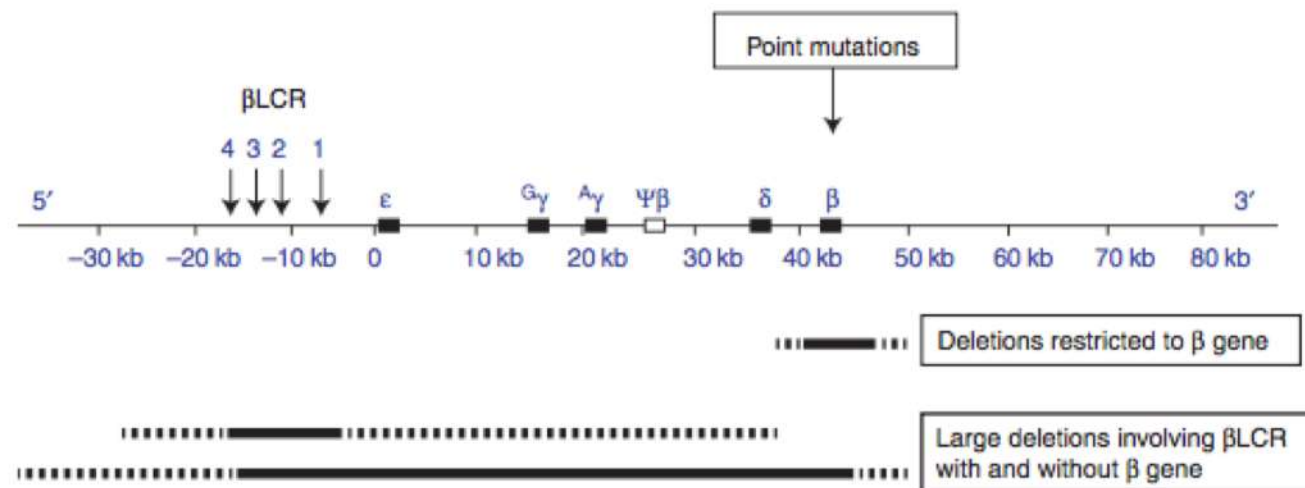 Point mutations
βLCR
4 3 2 1
5′ ε Gγ Aγ Ψβ δ β 3′
–30 kb –20 kb –10 kb 0 10 kb 20 kb 30 kb 40 kb 50 kb 60 kb 70 kb 80 kb
Deletions restricted to β gene
Large deletions involving βLCR
with and without β gene